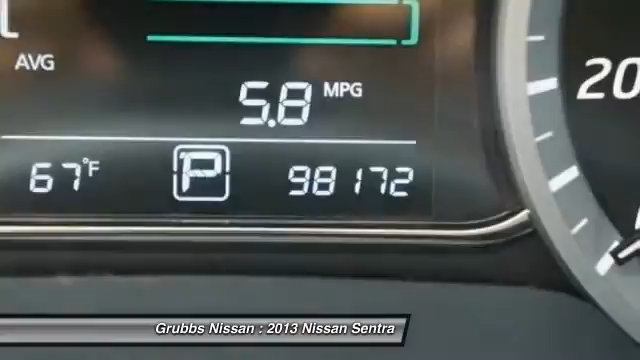 AVG
5.8 MPG
67°F P 98172
20
Grubbs Nissan : 2013 Nissan Sentra